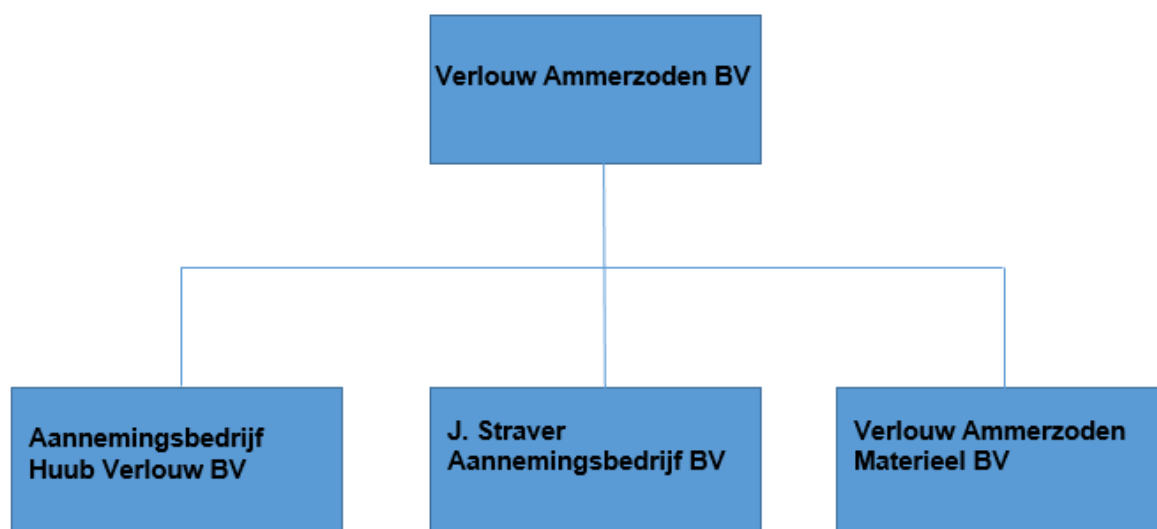 Verlouw Ammerzoden BV
Aannemingsbedrijf
Huub Verlouw BV
J. Straver
Aannemingsbedrijf BV
Verlouw Ammerzoden
Materieel BV